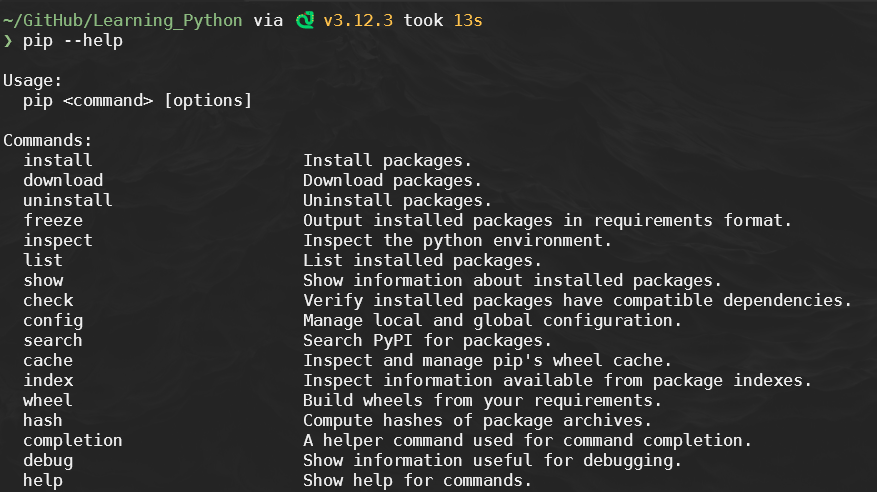 ~/GitHub/Learning_Python via v3.12.3 took 13s
❯ pip --help
Usage:
pip <command> [options]
Commands:
install Install packages.
download Download packages.
uninstall Uninstall packages.
freeze Output installed packages in requirements format.
inspect Inspect the python environment.
list List installed packages.
show Show information about installed packages.
check Verify installed packages have compatible dependencies.
config Manage local and global configuration.
search Search PyPI for packages.
cache Inspect and manage pip's wheel cache.
index Inspect information available from package indexes.
wheel Build wheels from your requirements.
hash Compute hashes of package archives.
completion A helper command used for command completion.
debug Show information useful for debugging.
help Show help for commands.